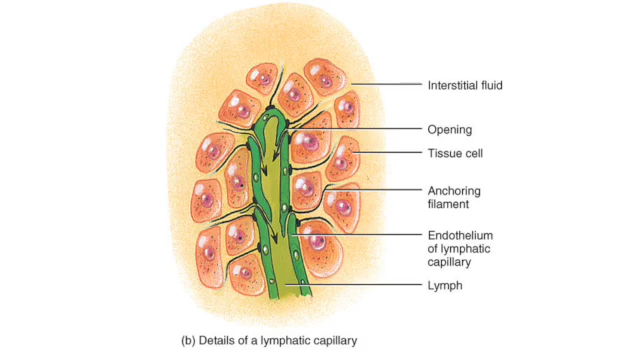 Interstitial fluid
Opening
Tissue cell
Anchoring
filament
Endothelium
of lymphatic
capillary
Lymph
(b) Details of a lymphatic capillary